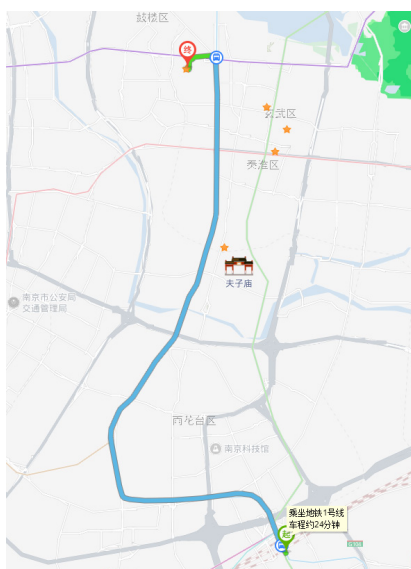 鼓楼区
终
玄武区
秦淮区
夫子庙
南京市公安局
交通管理局
雨花台区
南京科技馆
乘坐地铁1号线
车程约24分钟
起